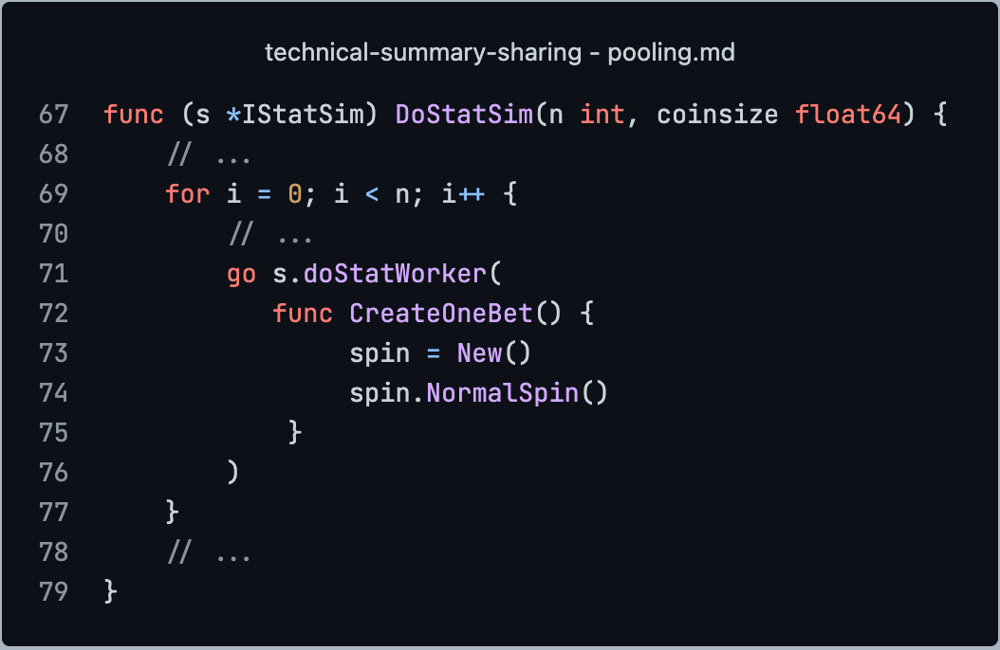 technical-summary-sharing - pooling.md
67 func (s *IStatSim) DoStatSim(n int, coinsize float64) {
68 // ...
69 for i = 0; i < n; i++ {
70 // ...
71 go s.doStatWorker(
72 func CreateOneBet() {
73 spin = New()
74 spin.NormalSpin()
75 }
76 )
77 }
78 // ...
79 }